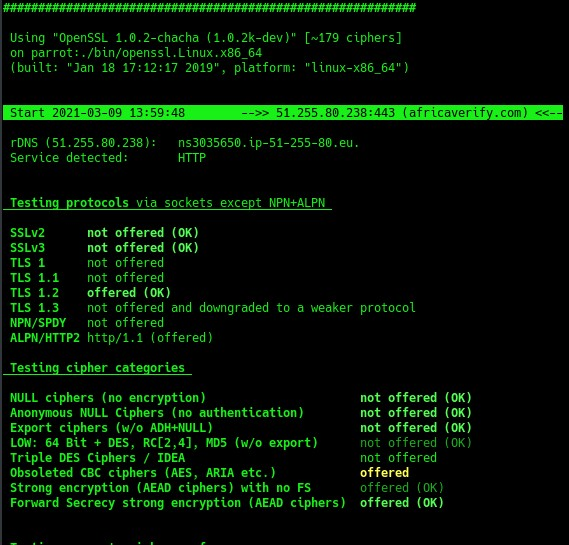 ###########################################################
Using "OpenSSL 1.0.2-chacha (1.0.2k-dev)" [~179 ciphers]
on parrot:./bin/openssl.Linux.x86_64
(built: "Jan 18 17:12:17 2019", platform: "linux-x86_64")
Start 2021-03-09 13:59:48 -->> 51.255.80.238:443 (africaverify.com) <<--
rDNS (51.255.80.238): ns3035650.ip-51-255-80.eu.
Service detected: HTTP
Testing protocols via sockets except NPN+ALPN
SSLv2 not offered (OK)
SSLv3 not offered (OK)
TLS 1 not offered
TLS 1.1 not offered
TLS 1.2 offered (OK)
TLS 1.3 not offered and downgraded to a weaker protocol
NPN/SPDY not offered
ALPN/HTTP2 http/1.1 (offered)
Testing cipher categories
NULL ciphers (no encryption) not offered (OK)
Anonymous NULL Ciphers (no authentication) not offered (OK)
Export ciphers (w/o ADH+NULL) not offered (OK)
LOW: 64 Bit + DES, RC[2,4], MD5 (w/o export) not offered (OK)
Triple DES Ciphers / IDEA not offered
Obsoleted CBC ciphers (AES, ARIA etc.) offered
Strong encryption (AEAD ciphers) with no FS offered (OK)
Forward Secrecy strong encryption (AEAD ciphers) offered (OK)